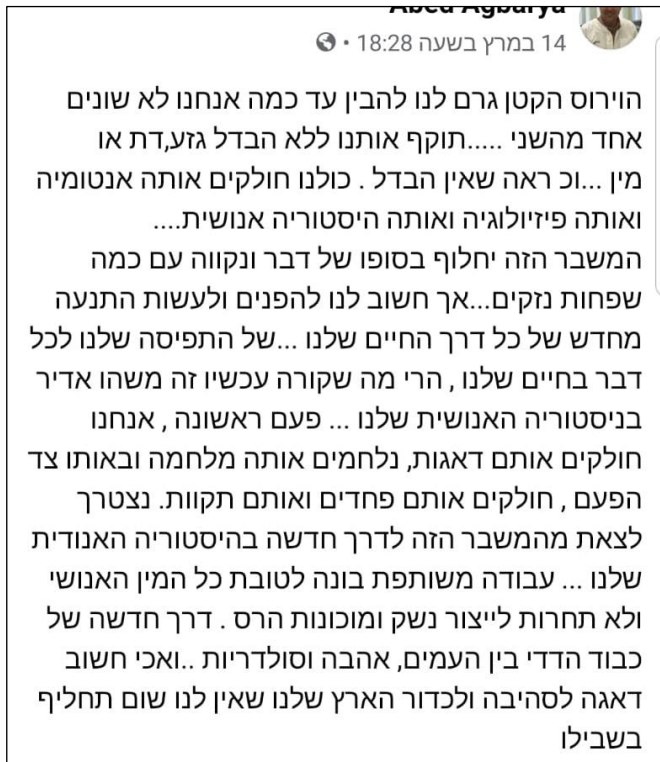 Abed Agbarya
14 במרץ בשעה 18:28 •
הוירוס הקטן גרם לנו להבין עד כמה אנחנו לא שונים
אחד מהשני .....תוקף אותנו ללא הבדל גזע,דת או
מין ...וכ ראה שאין הבדל . כולנו חולקים אותה אנטומיה
ואותה פיזיולוגיה ואותה היסטוריה אנושית....
המשבר הזה יחלוף בסופו של דבר ונקווה עם כמה
שפחות נזקים...אך חשוב לנו להפנים ולעשות התנעה
מחדש של כל דרך החיים שלנו ...של התפיסה שלנו לכל
דבר בחיים שלנו , הרי מה שקורה עכשיו זה משהו אדיר
בניסטוריה האנושית שלנו ... פעם ראשונה , אנחנו
חולקים אותם דאגות, נלחמים אותה מלחמה ובאותו צד
הפעם , חולקים אותם פחדים ואותם תקוות. נצטרך
לצאת מהמשבר הזה לדרך חדשה בהיסטוריה האנודית
שלנו ... עבודה משותפת בונה לטובת כל המין האנושי
ולא תחרות לייצור נשק ומוכונות הרס . דרך חדשה של
כבוד הדדי בין העמים, אהבה וסולדריות ..ואכי חשוב
דאגה לסהיבה ולכדור הארץ שלנו שאין לנו שום תחליף
בשבילו